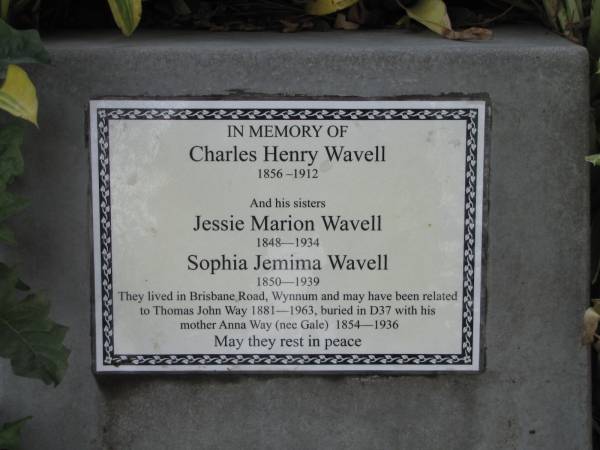 IN MEMORY OF
Charles Henry Wavell
1856 –1912
And his sisters
Jessie Marion Wavell
1848—1934
Sophia Jemima Wavell
1850—1939
They lived in Brisbane Road, Wynnum and may have been related
to Thomas John Way 1881—1963, buried in D37 with his
mother Anna Way (nee Gale) 1854—1936
May they rest in peace